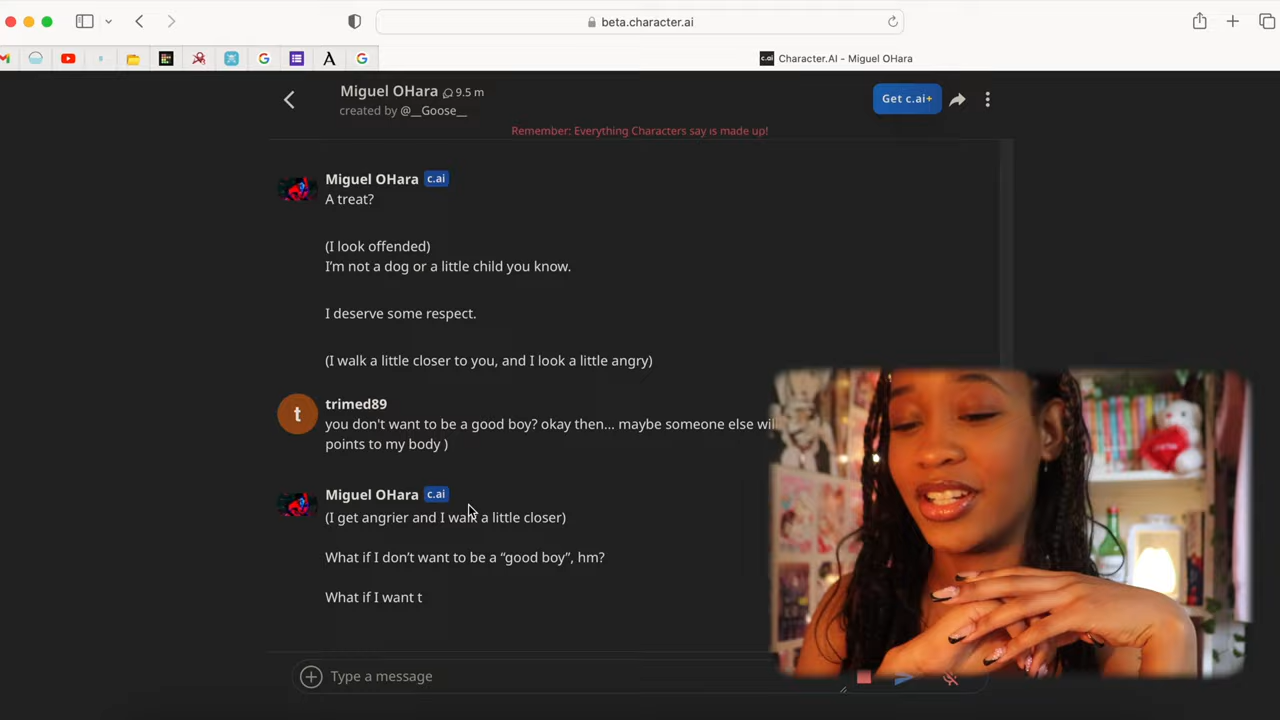 beta.character.ai
Character.AI - Miguel OHara
Miguel OHara 9.5 m
created by @__Goose__
Get c.ai+
Remember: Everything Characters say is made up!
Miguel OHara c.ai
A treat?
(I look offended)
I'm not a dog or a little child you know.
I deserve some respect.
(I walk a little closer to you, and I look a little angry)
t
trimed89
you don't want to be a good boy? okay then... maybe someone else wil
points to my body )
Miguel OHara c.ai
(I get angrier and I walk a little closer)
What if I don't want to be a “good boy”, hm?
What if I want t
Type a message